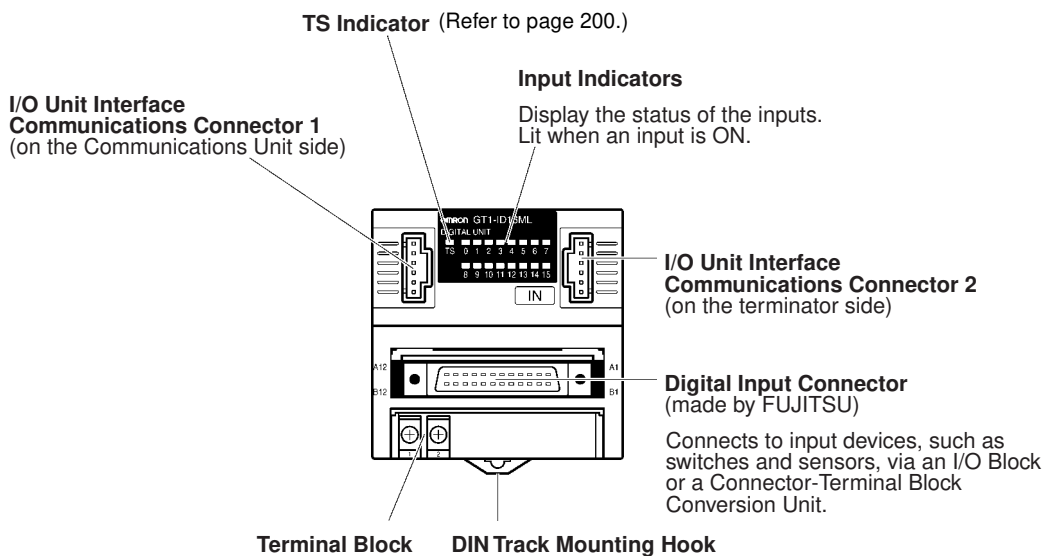 TS Indicator (Refer to page 200.)
Input Indicators
Display the status of the inputs.
Lit when an input is ON.
I/O Unit Interface
Communications Connector 1
(on the Communications Unit side)
OMRON GT1-ID16ML
DIGITAL UNIT
TS 0 1 2 3 4 5 6 7
8 9 10 11 12 13 14 15
IN
I/O Unit Interface
Communications Connector 2
(on the terminator side)
A12 A1
B12 B1
Digital Input Connector
(made by FUJITSU)
Connects to input devices, such as
switches and sensors, via an I/O Block
or a Connector-Terminal Block
Conversion Unit.
1 2
Terminal Block
DIN Track Mounting Hook